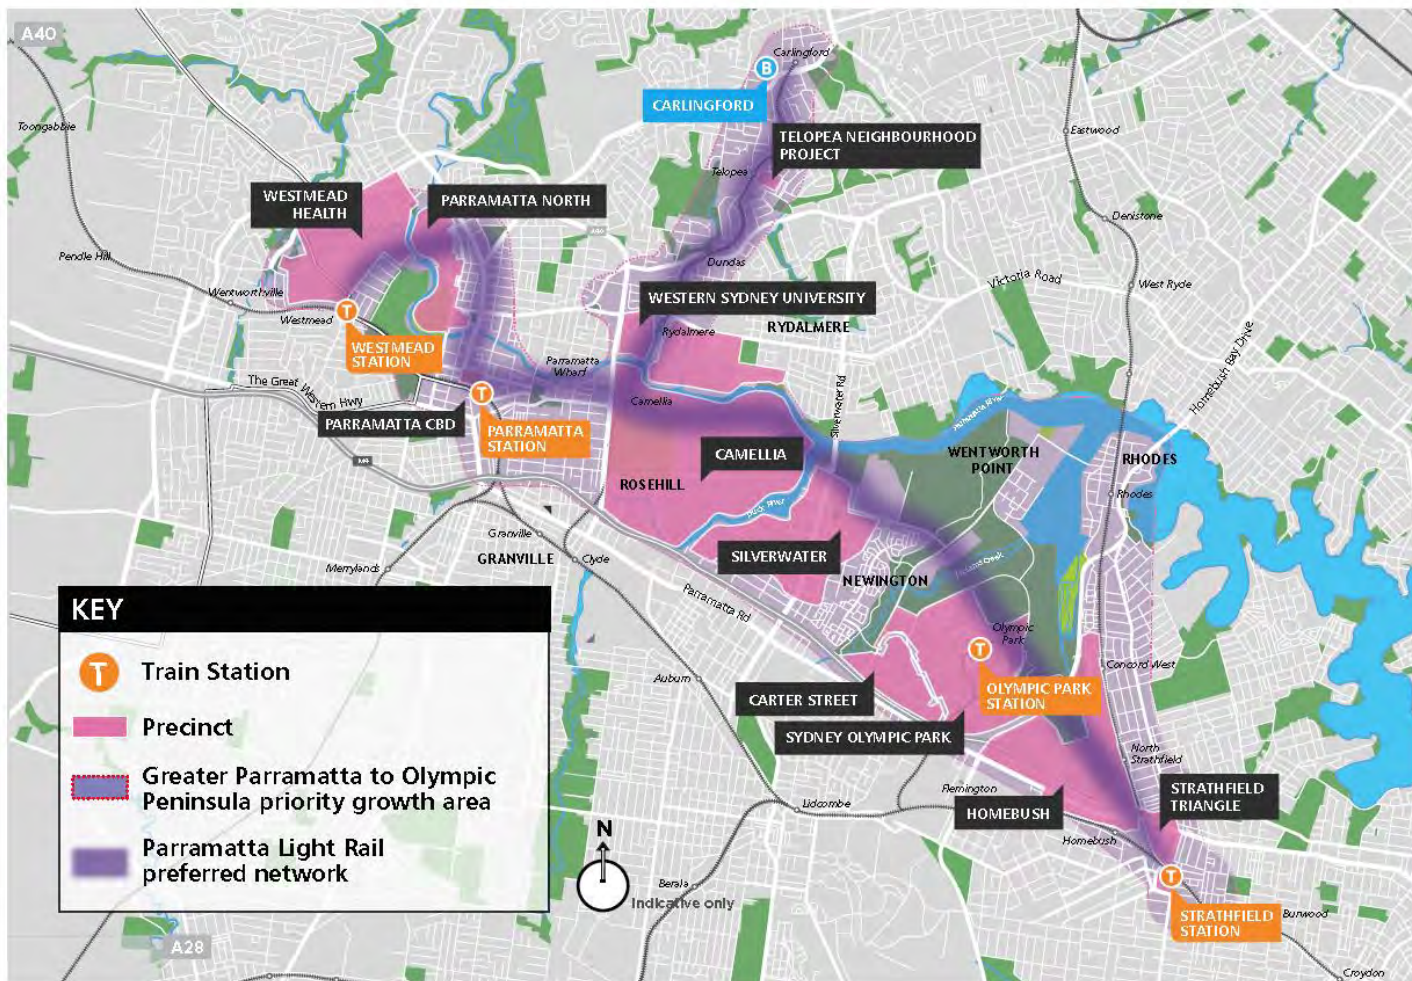 A40
Carlingford
B
CARLINGFORD
Toongabbie
Eastwood
TELOPEA NEIGHBOURHOOD
PROJECT
Telopea
WESTMEAD
HEALTH
PARRAMATTA NORTH
Denistone
Pendle Hill
Dundas
Victoria Road
West Ryde
Wentworthville
Westmead
T
WESTERN SYDNEY UNIVERSITY
RYDALMERE
Rydalmere
WESTMEAD
STATION
Parramatta
Wharf
Homebush Bay Drive
The Great Western Hwy
T
Camellia
Silverwater Rd
Parramatta River
PARRAMATTA CBD
PARRAMATTA
STATION
CAMELLIA
WENTWORTH
POINT
RHODES
M4
ROSEHILL
Rhodes
Duck River
Granville
GRANVILLE
Clyde
SILVERWATER
NEWINGTON
Merrylands
Parramatta Rd
Olympic
Park
T
Concord West
Auburn
CARTER STREET
OLYMPIC PARK
STATION
SYDNEY OLYMPIC PARK
North
Strathfield
Flemington
STRATHFIELD
TRIANGLE
Lidcombe
HOMEBUSH
Homebush
T
Berala
Burwood
STRATHFIELD
STATION
Croydon
A28
KEY
T
Train Station
Precinct
Greater Parramatta to Olympic
Peninsula priority growth area
Parramatta Light Rail
preferred network
N
Indicative only